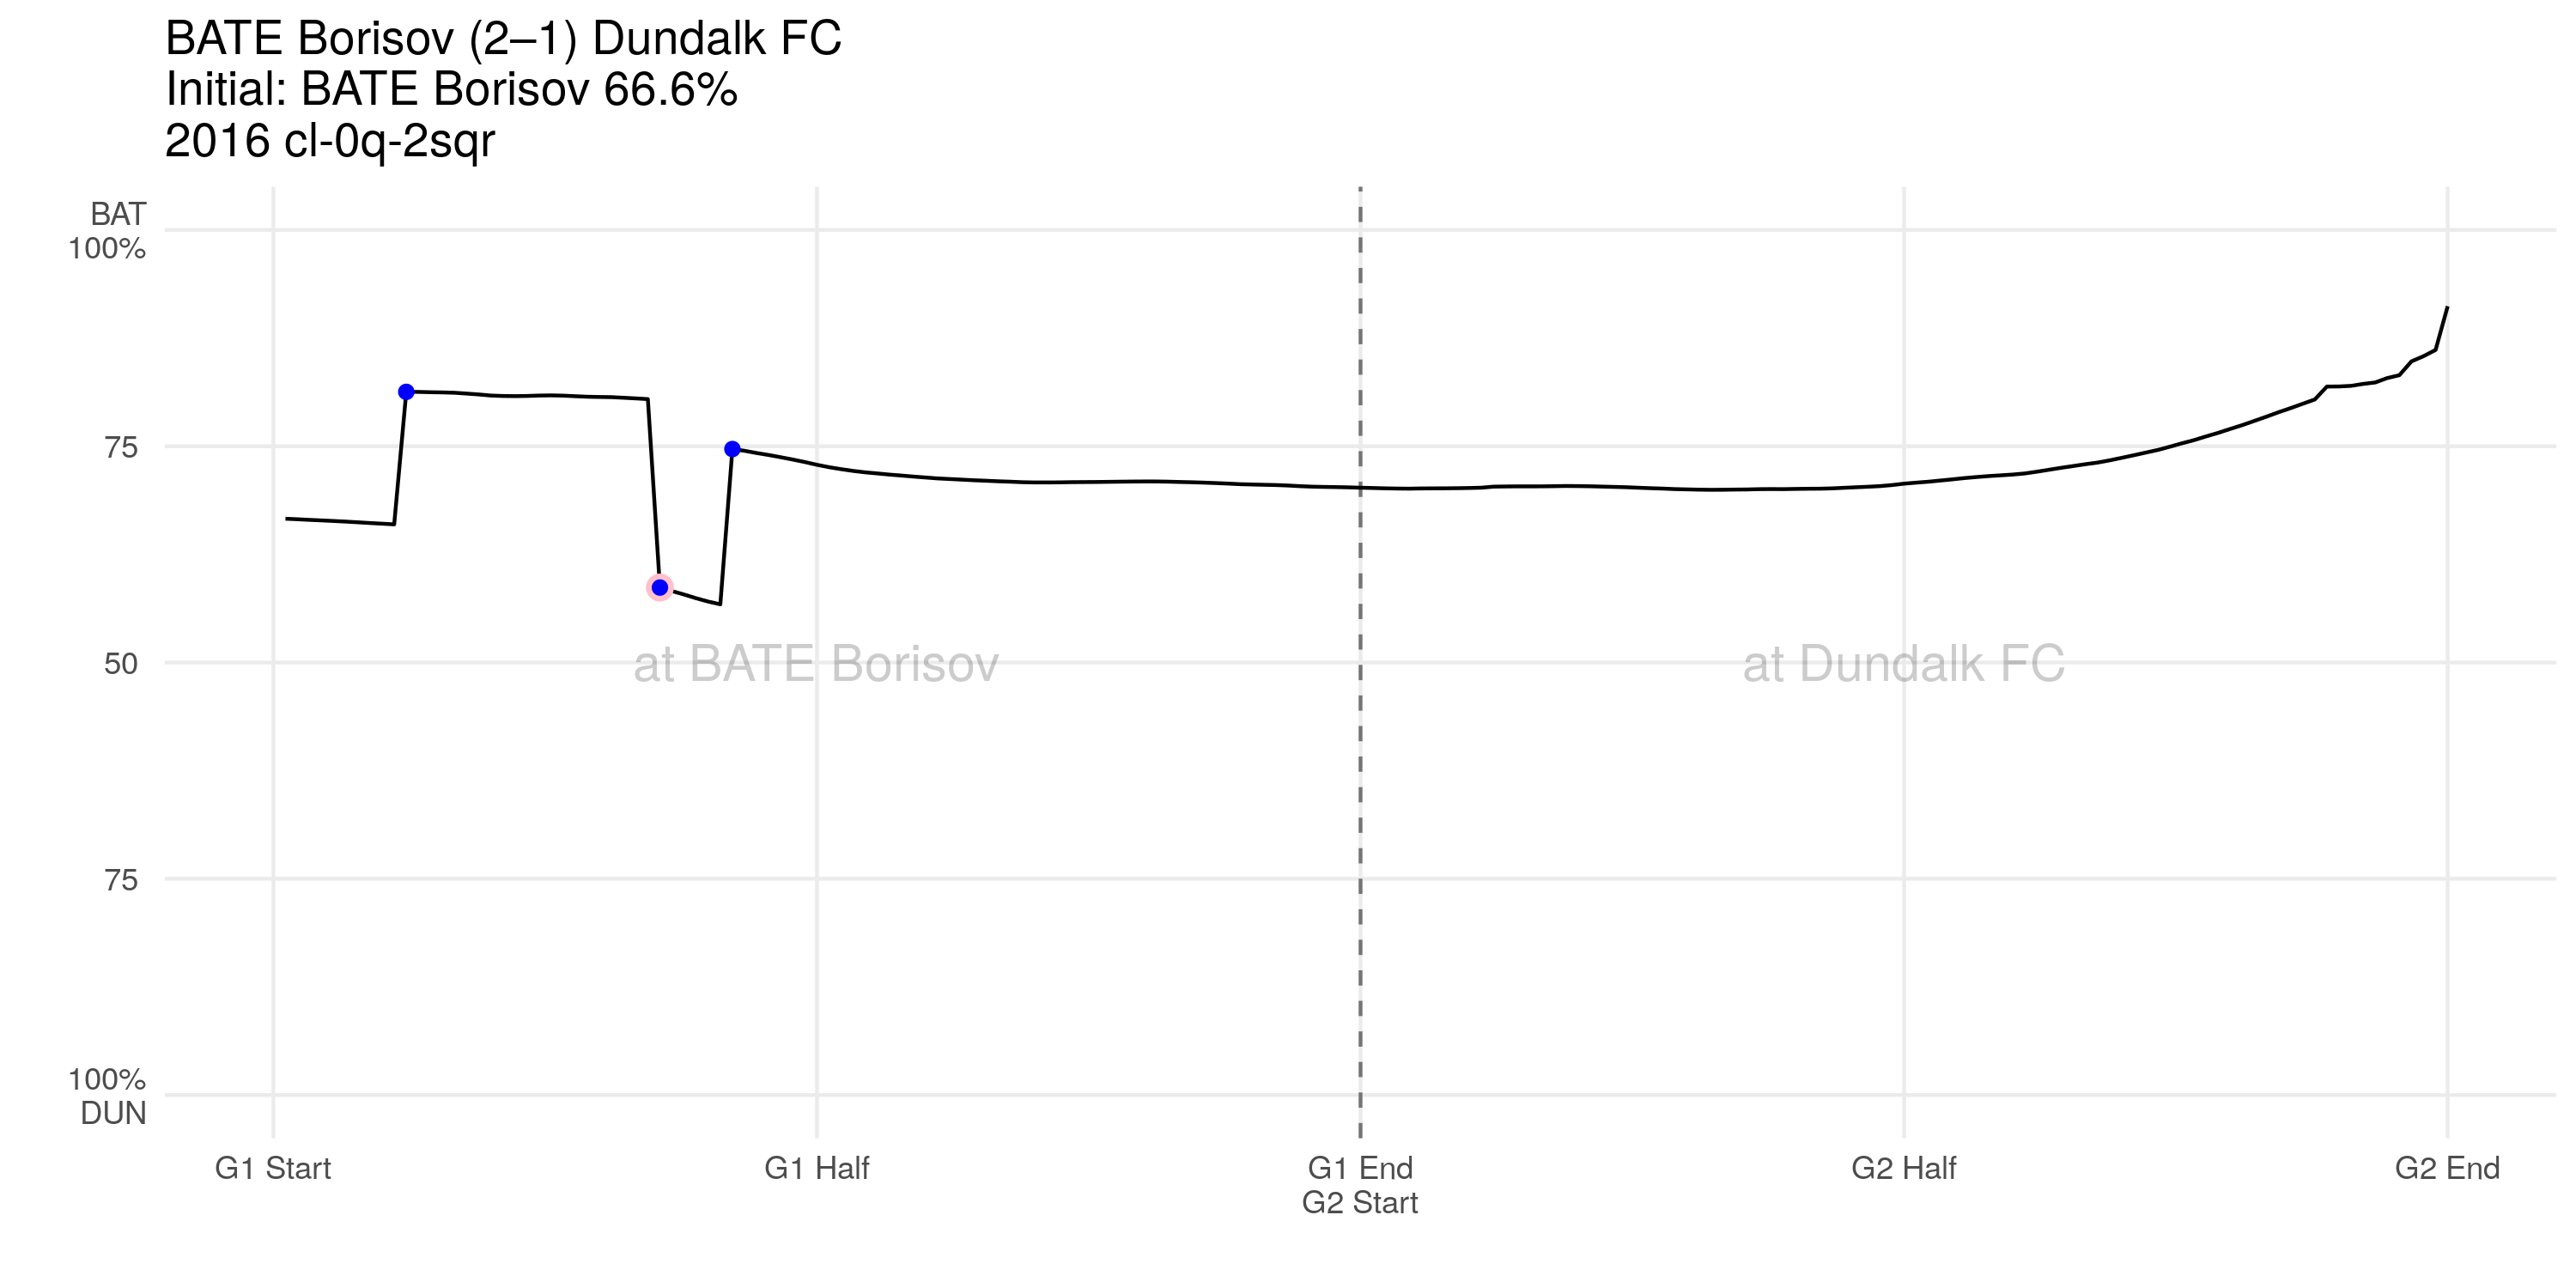 BATE Borisov (2–1) Dundalk FC
Initial: BATE Borisov 66.6%
2016 cl-0q-2sqr
BAT
100%
75
50
75
100%
DUN
at BATE Borisov
at Dundalk FC
G1 Start
G1 Half
G1 End
G2 Start
G2 Half
G2 End